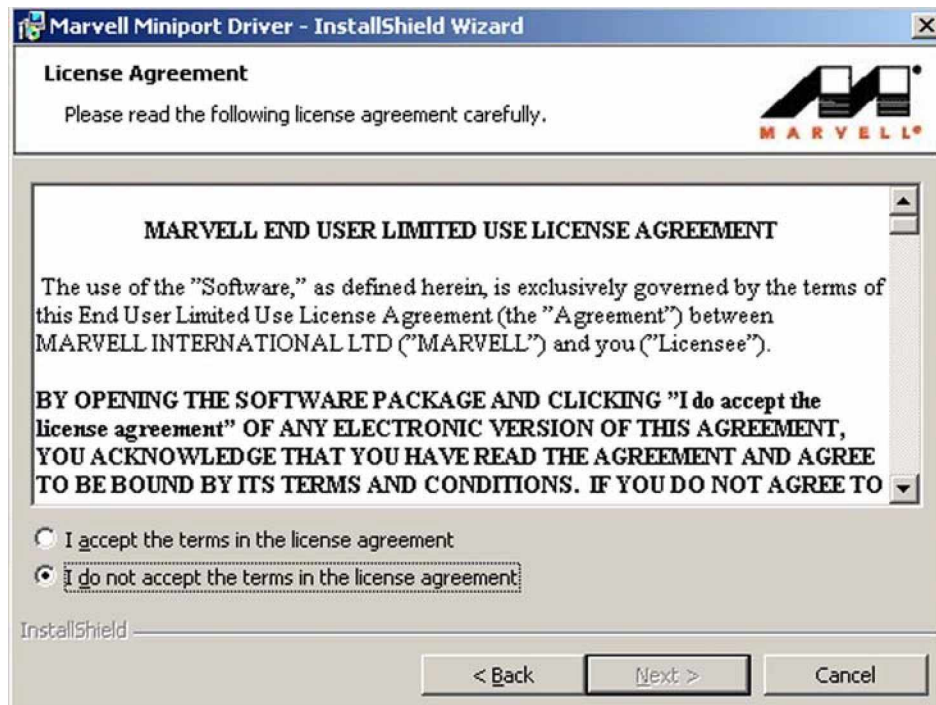 Marvell Miniport Driver - InstallShield Wizard
License Agreement
Please read the following license agreement carefully.
MARVELL®
MARVELL END USER LIMITED USE LICENSE AGREEMENT
The use of the ”Software,” as defined herein, is exclusively governed by the terms of
this End User Limited Use License Agreement (the ”Agreement”) between
MARVELL INTERNATIONAL LTD (”MARVELL”) and you (”Licensee”).
BY OPENING THE SOFTWARE PACKAGE AND CLICKING ”I do accept the
license agreement” OF ANY ELECTRONIC VERSION OF THIS AGREEMENT,
YOU ACKNOWLEDGE THAT YOU HAVE READ THE AGREEMENT AND AGREE
TO BE BOUND BY ITS TERMS AND CONDITIONS. IF YOU DO NOT AGREE TO
I accept the terms in the license agreement
I do not accept the terms in the license agreement
InstallShield
< Back
Next >
Cancel